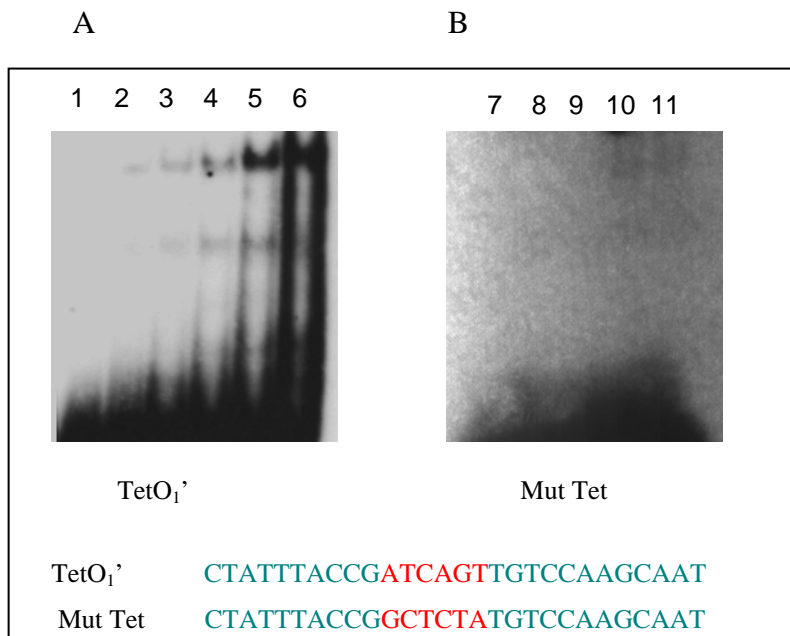 A B
1 2 3 4 5 6 7 8 9 10 11
TetO₁’ Mut Tet
TetO₁’ CTATTTACCGATCAGTTGTCCAAGCAAT
Mut Tet CTATTTACCGGCTCTATGTCCAAGCAAT